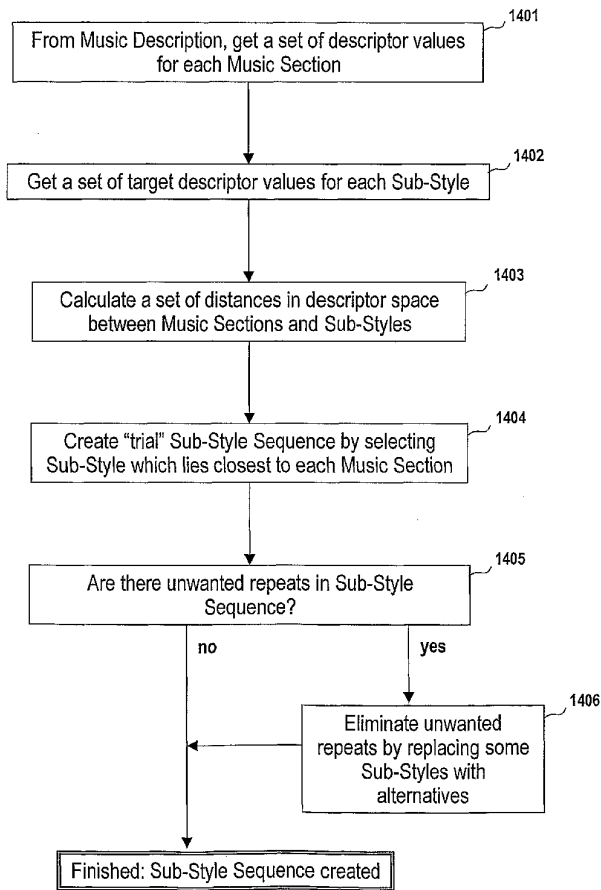 1401
From Music Description, get a set of descriptor values
for each Music Section
1402
Get a set of target descriptor values for each Sub-Style
1403
Calculate a set of distances in descriptor space
between Music Sections and Sub-Styles
1404
Create “trial” Sub-Style Sequence by selecting
Sub-Style which lies closest to each Music Section
1405
Are there unwanted repeats in Sub-Style
Sequence?
no
yes
1406
Eliminate unwanted
repeats by replacing some
Sub-Styles with
alternatives
Finished: Sub-Style Sequence created